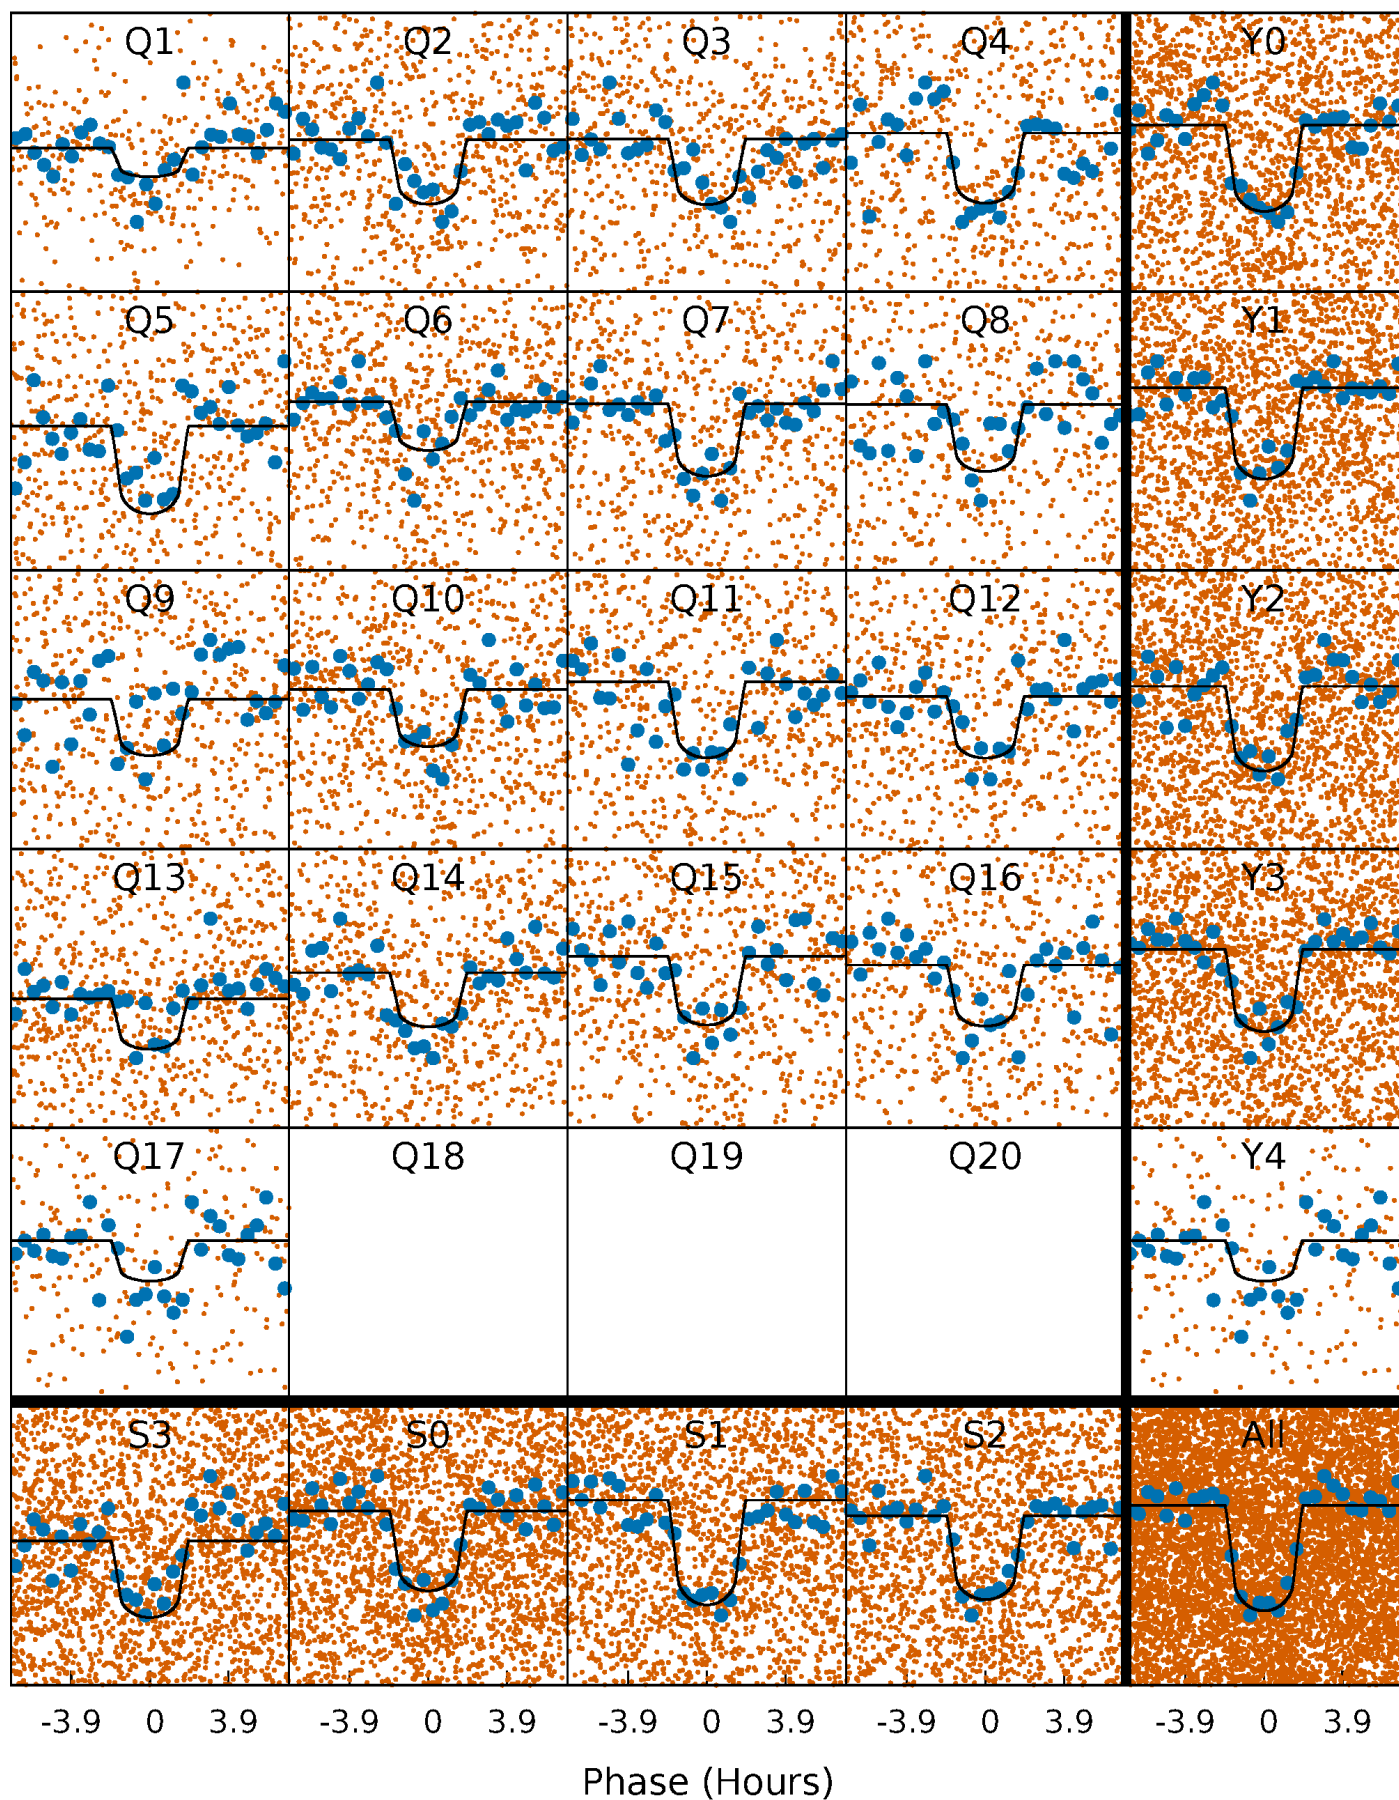 Q1 Q2 Q3 Q4 Y0
Q5 Q6 Q7 Q8 Y1
Q9 Q10 Q11 Q12 Y2
Q13 Q14 Q15 Q16 Y3
Q17 Q18 Q19 Q20 Y4
S3 S0 S1 S2 All
-3.9 0 3.9 -3.9 0 3.9 -3.9 0 3.9 -3.9 0 3.9 -3.9 0 3.9
Phase (Hours)